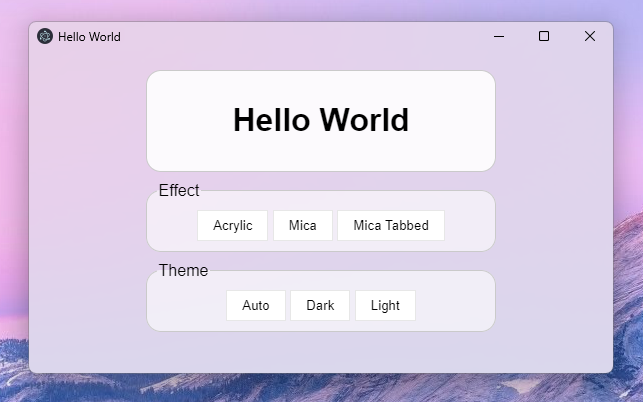 Hello World
Hello World
Effect
Acrylic Mica Mica Tabbed
Theme
Auto Dark Light